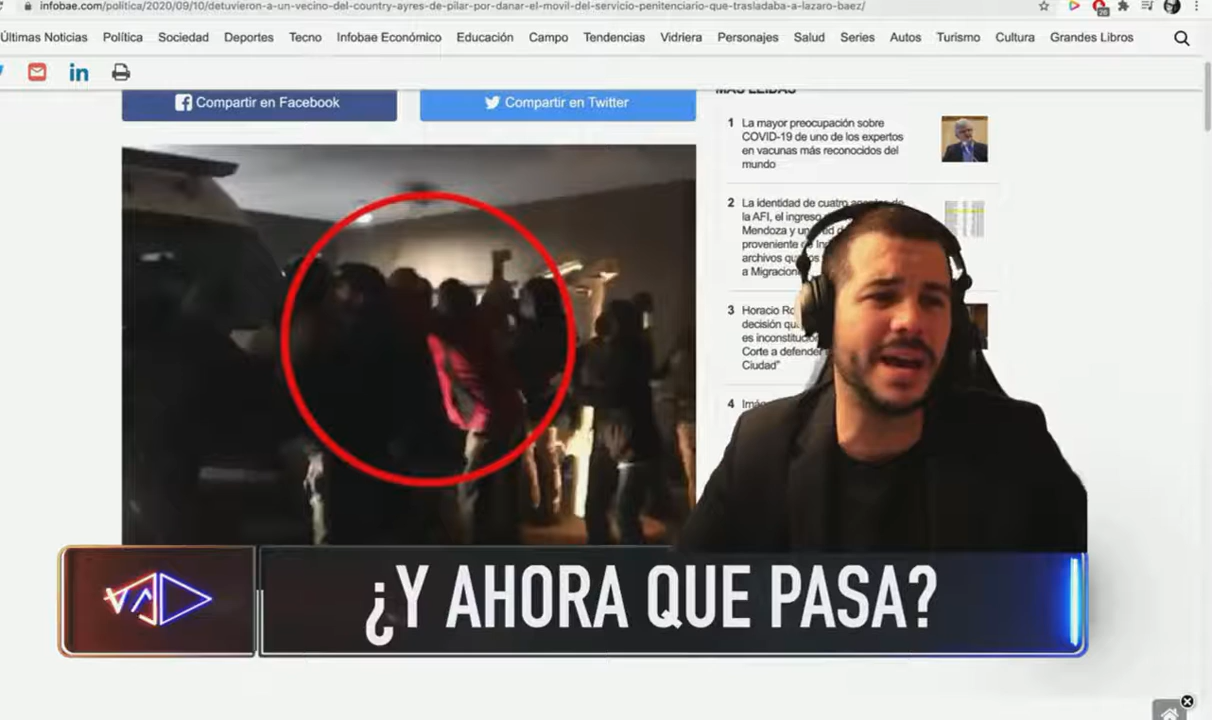 infobae.com/politica/2020/09/10/detuvieron-a-un-vecino-del-country-ayres-de-pilar-por-danar-el-movil-del-servicio-penitenciario-que-trasladaba-a-lazaro-baez/
Últimas Noticias Política Sociedad Deportes Tecno Infobae Económico Educación Campo Tendencias Vidriera Personajes Salud Series Autos Turismo Cultura Grandes Libros
in
Compartir en Facebook
Compartir en Twitter
MÁS LEÍDAS
1 La mayor preocupación sobre
COVID-19 de uno de los expertos
en vacunas más reconocidos del
mundo
2 La identidad de cuatro
la AFI, el ingreso
Mendoza y un
proveniente
archivos
a Migracion
3 Horacio
decisión
es inconstitu
Corte a defender
Ciudad"
4
¿Y AHORA QUE PASA?